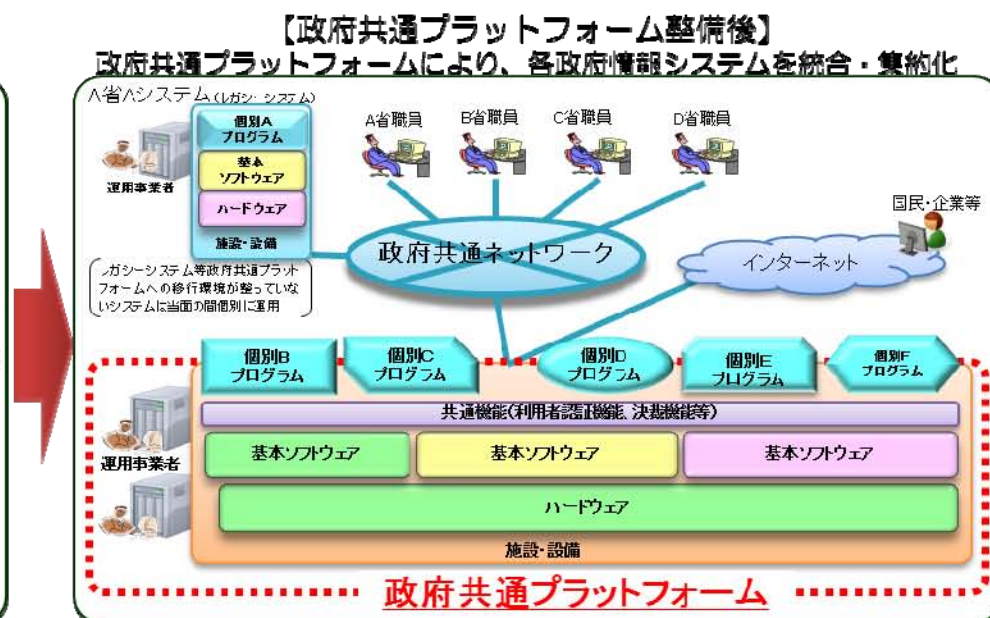 【政府共通プラットフォーム整備後】
政府共通プラットフォームにより、各政府情報システムを統合・集約化
A省Aシステム(レガシーシステム)
個別A
プログラム
基本
ソフトウェア
ハードウェア
施設・設備
運用事業者
レガシーシステム等政府共通プラット
フォームへの移行環境が整っていな
いシステムは当面の間個別に運用
A省職員
B省職員
C省職員
D省職員
政府共通ネットワーク
国民・企業等
インターネット
個別B
プログラム
個別C
プログラム
個別D
プログラム
個別E
プログラム
個別F
プログラム
共通機能(利用者認証機能、決裁機能等)
運用事業者
基本ソフトウェア
基本ソフトウェア
基本ソフトウェア
ハードウェア
施設・設備
政府共通プラットフォーム